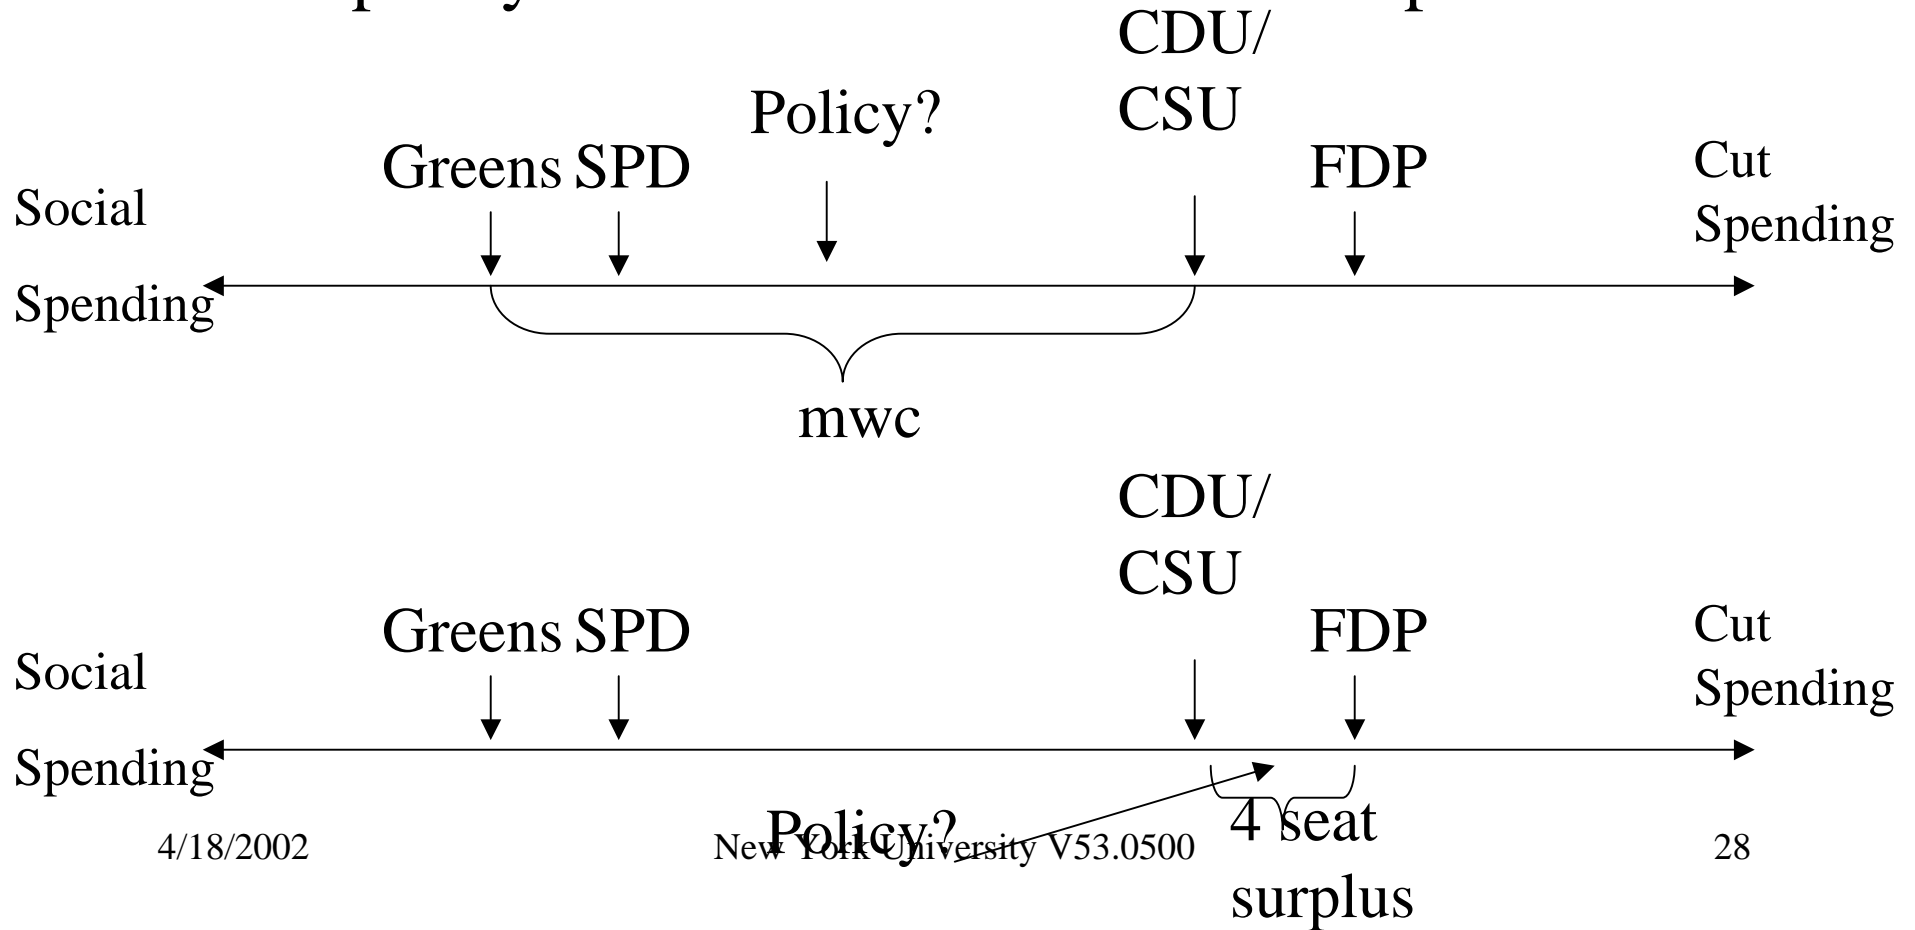 CDU/
CSU
Policy?
Greens SPD
FDP
Cut
Spending
Social
Spending
mwc
CDU/
CSU
Greens SPD
FDP
Cut
Spending
Social
Spending
Policy?
4 seat
surplus
4/18/2002
New York University V53.0500
28